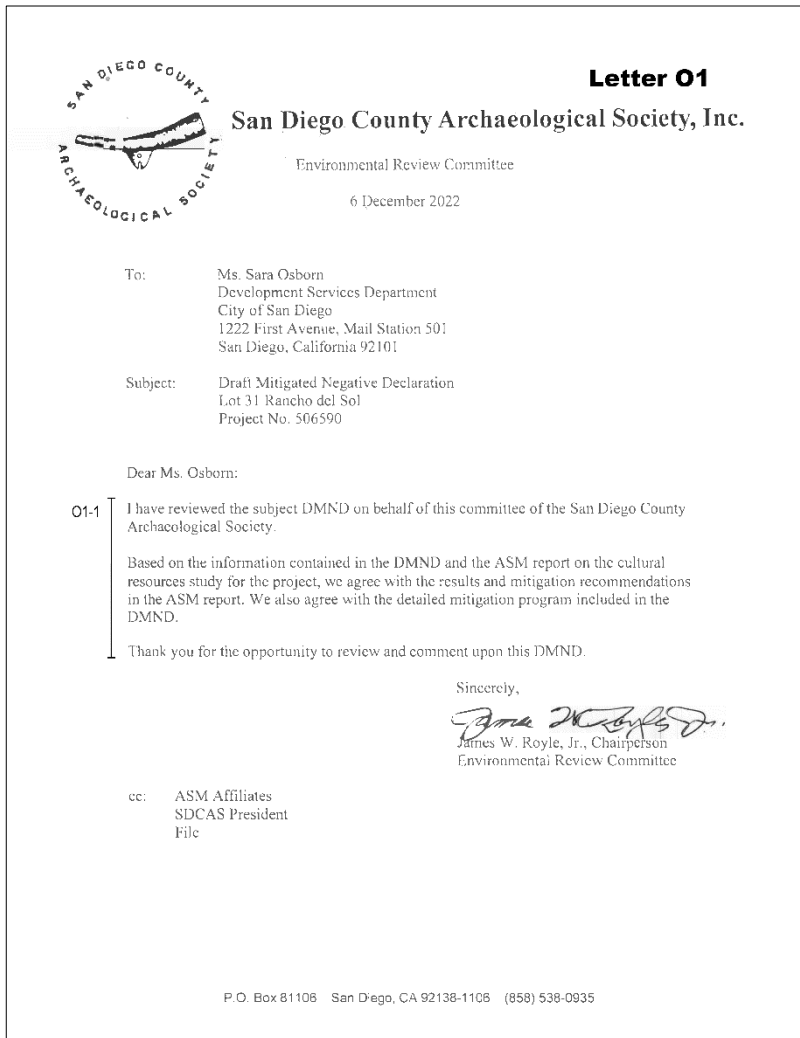 Letter O1
SAN DIEGO COUNTY
ARCHAEOLOGICAL SOCIETY
San Diego County Archaeological Society, Inc.
Environmental Review Committee
6 December 2022
To: Ms. Sara Osborn
Development Services Department
City of San Diego
1222 First Avenue, Mail Station 501
San Diego, California 92101
Subject: Draft Mitigated Negative Declaration
Lot 31 Rancho del Sol
Project No. 506590
Dear Ms. Osborn:
O1-1
I have reviewed the subject DMND on behalf of this committee of the San Diego County
Archaeological Society.
Based on the information contained in the DMND and the ASM report on the cultural
resources study for the project, we agree with the results and mitigation recommendations
in the ASM report. We also agree with the detailed mitigation program included in the
DMND.
Thank you for the opportunity to review and comment upon this DMND.
Sincerely,
James W Royle Jr.
James W. Royle, Jr., Chairperson
Environmental Review Committee
cc: ASM Affiliates
SDCAS President
File
P.O. Box 81106 San Diego, CA 92138-1106 (858) 538-0935